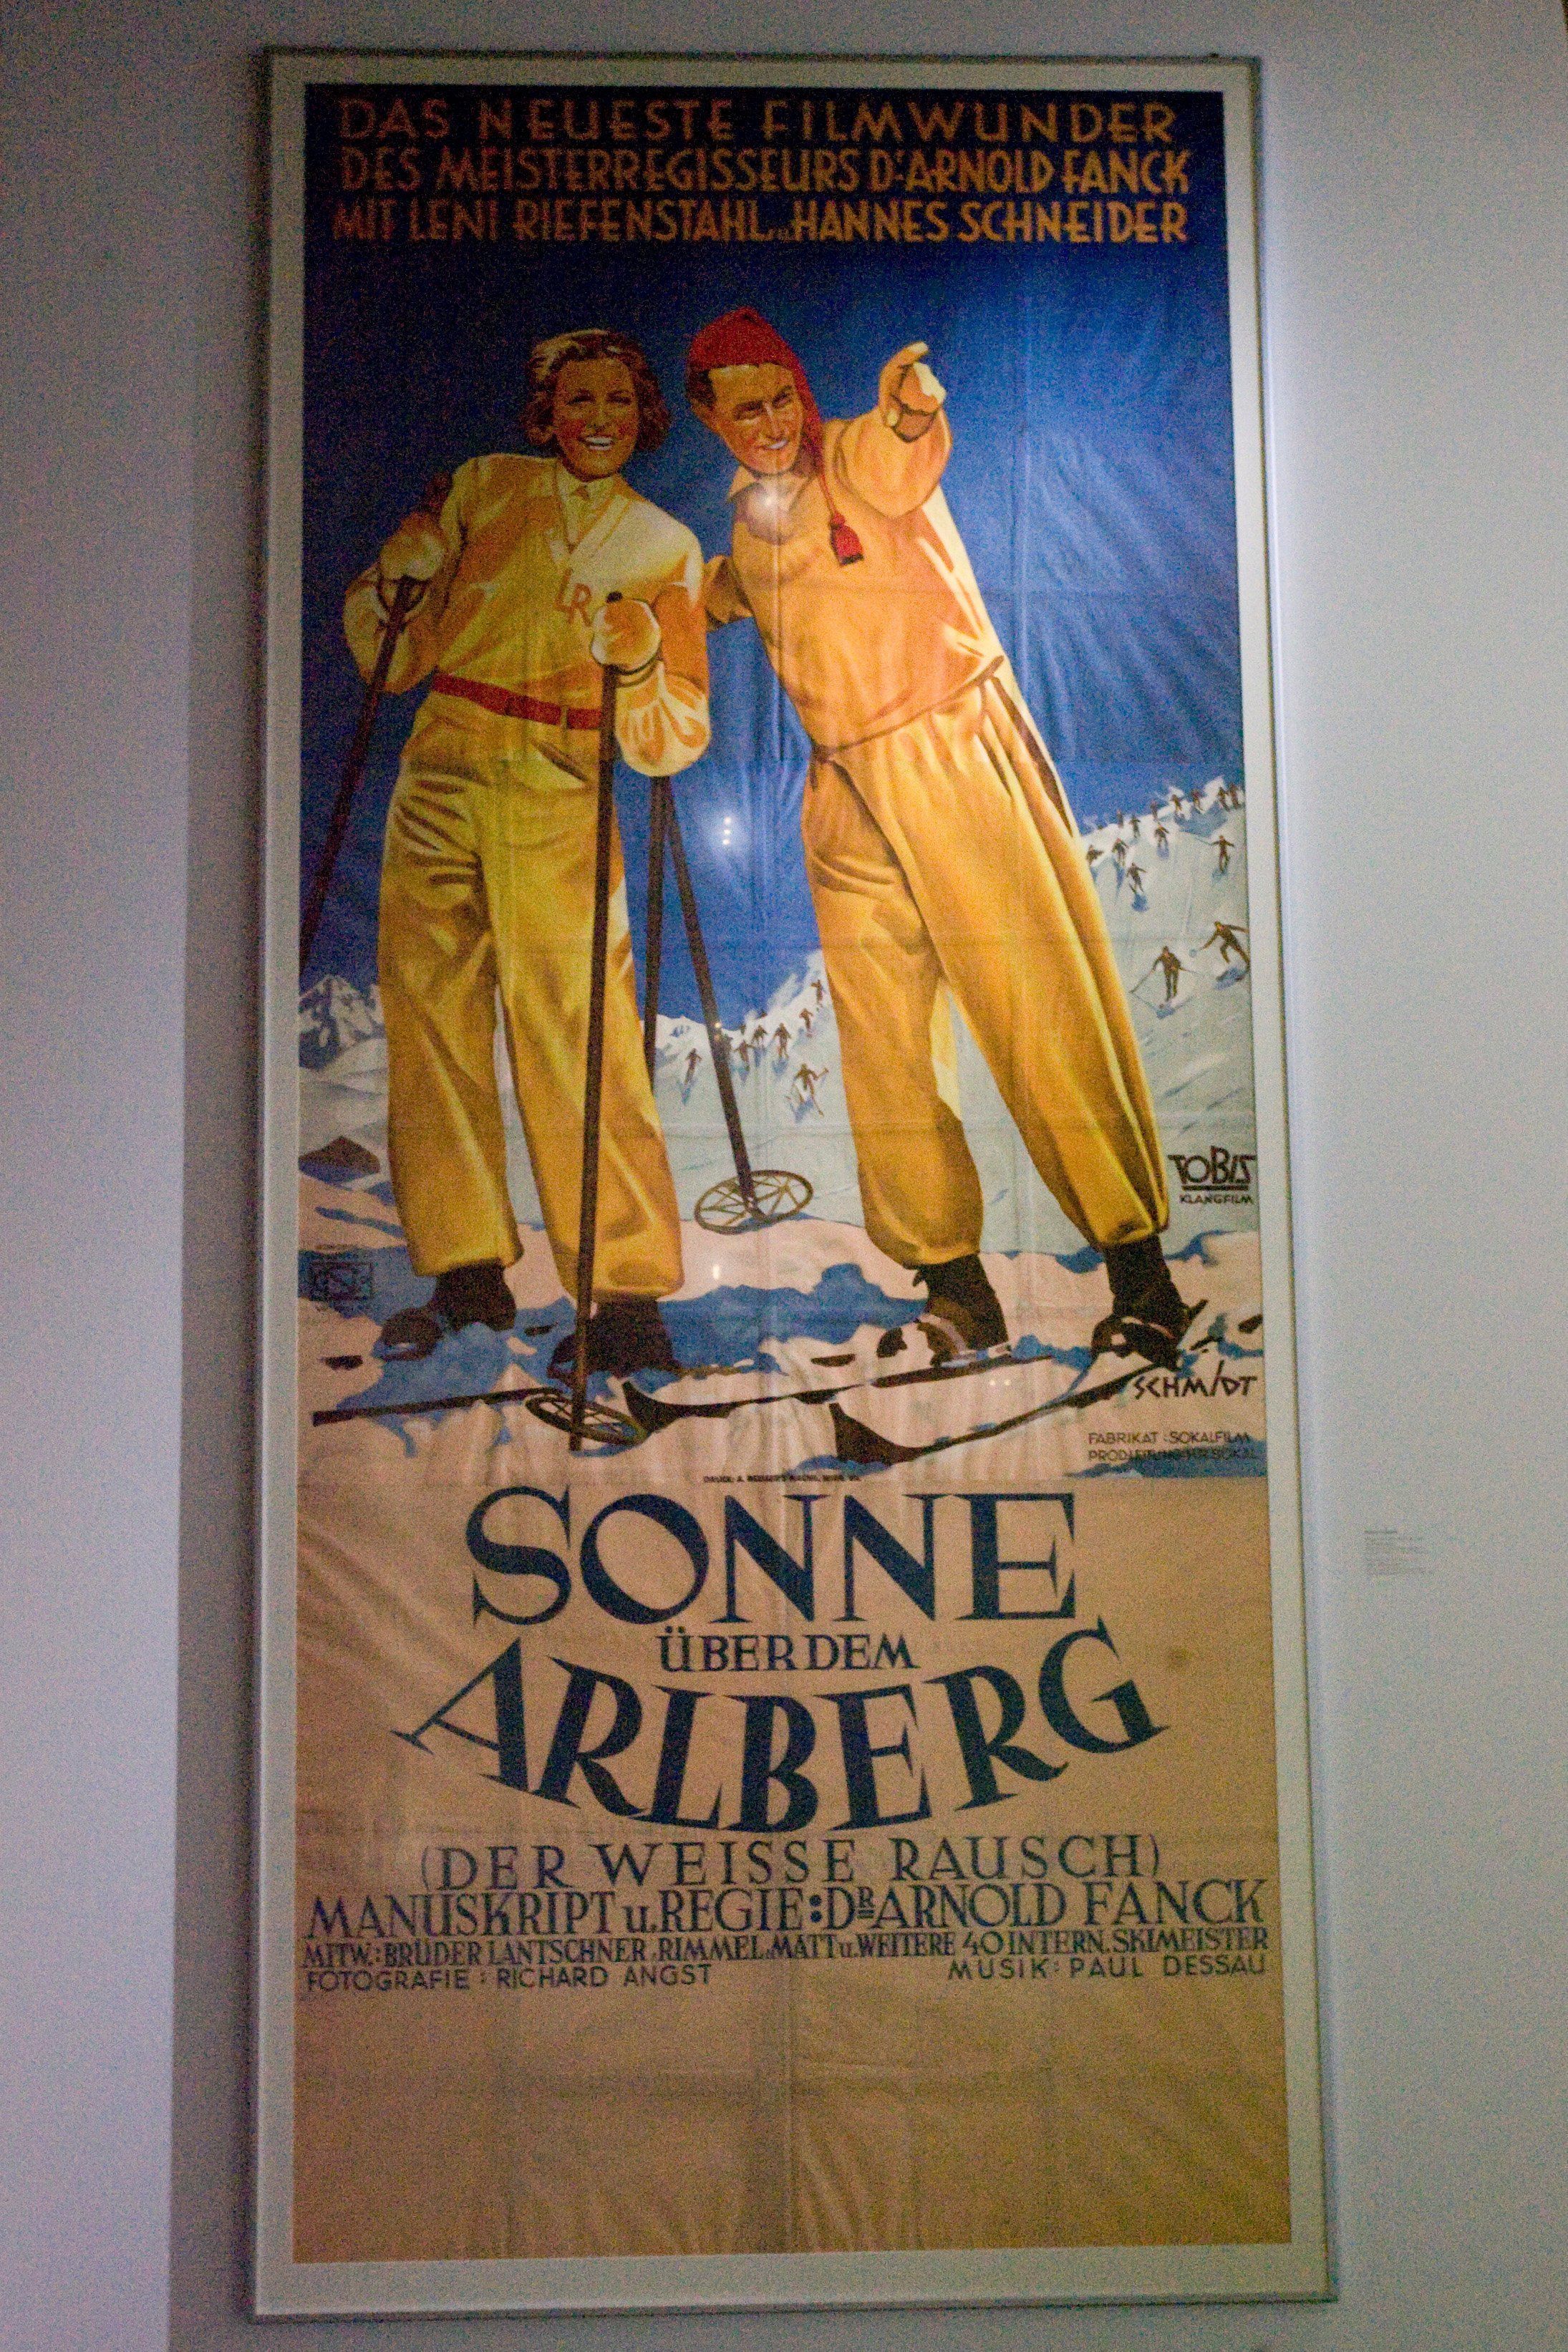 DAS NEUESTE FILMWUNDER
DES MEISTERREGISSEURS DR ARNOLD FANCK
MIT LENI RIEFENSTAHL u. HANNES SCHNEIDER
LR
TOBIS
KLANGFILM
SCHMIDT
FABRIKAT : SOKALFILM
SONNE
ÜBER DEM
ARLBERG
(DER WEISSE RAUSCH)
MANUSKRIPT u. REGIE: DR ARNOLD FANCK
MITW.: BRÜDER LANTSCHNER, RIMMEL, MATT u. WEITERE 40 INTERN. SKIMEISTER
FOTOGRAFIE : RICHARD ANGST
MUSIK : PAUL DESSAU